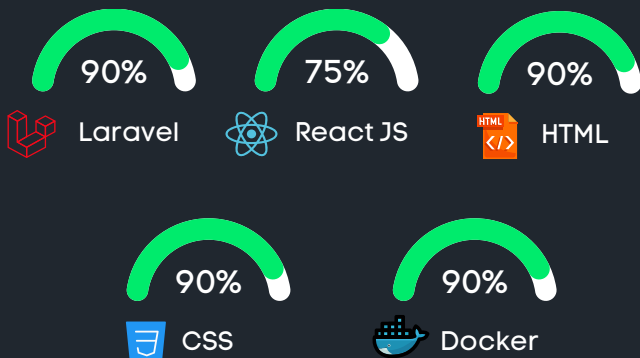 90%
75%
90%
Laravel
React JS
HTML
HTML
90%
90%
CSS
Docker